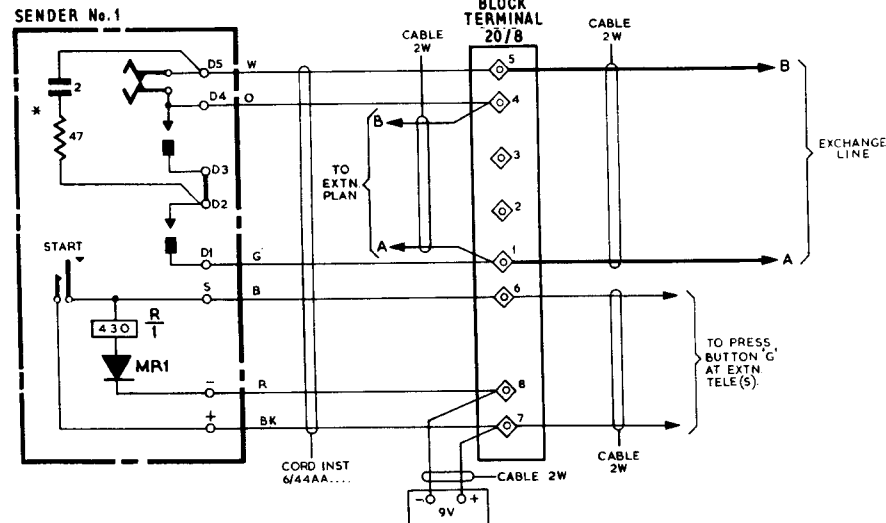 SENDER No.1
BLOCK
TERMINAL
20/8
CABLE
2W
CABLE
2W
D5
W
5
B
2
D4
O
4
*
B
47
EXCHANGE
LINE
TO
EXTN.
PLAN
3
D3
D2
2
START
A
1
D1
G
A
S
B
6
430
R
1
MR1
TO PRESS
BUTTON 'G'
AT EXTN.
TELE(S).
-
R
8
+
BK
7
CORD INST
6/44AA....
CABLE 2W
CABLE
2W
- +
9V